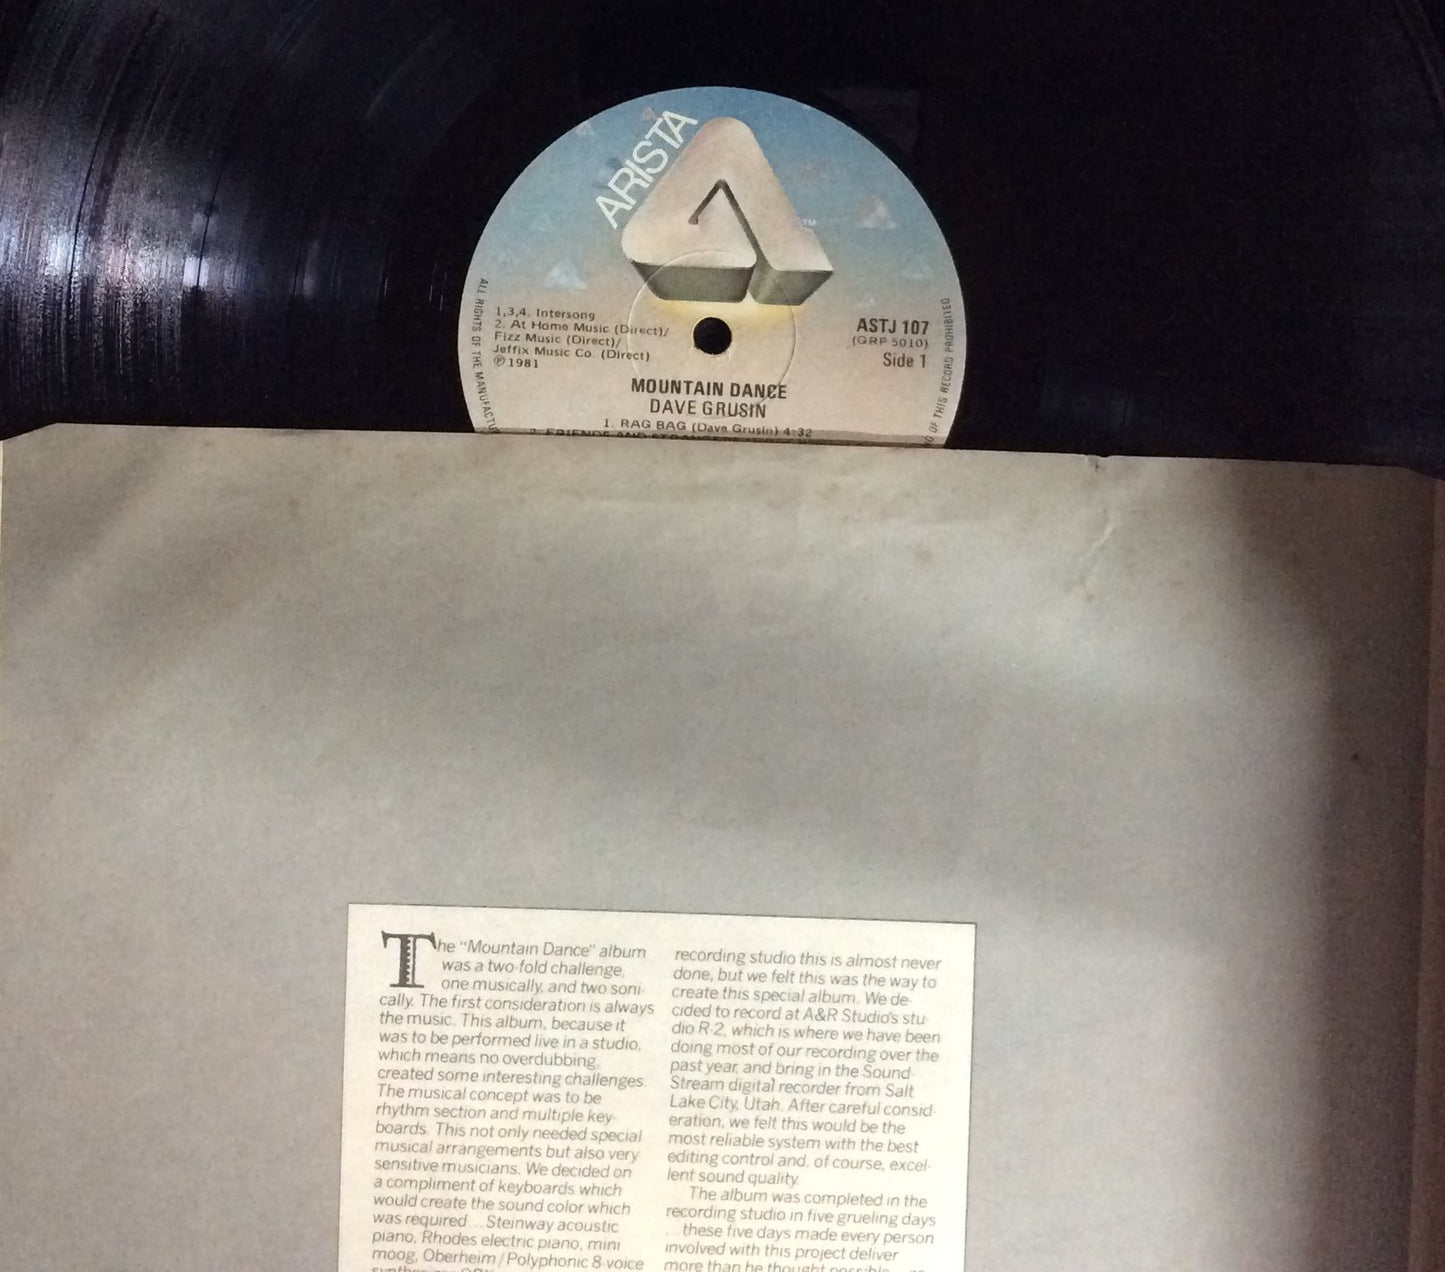 ARISTA
TM
ALL RIGHTS OF THE MANUFACTU
1,3,4. Intersong
2. At Home Music (Direct)/
Fizz Music (Direct)/
Jeffix Music Co. (Direct)
℗1981
ASTJ 107
(GRP 5010)
Side 1
OF THIS RECORD PROHIBITED
MOUNTAIN DANCE
DAVE GRUSIN
1. RAG BAG (Dave Grusin) 4:32
2. FRIENDS AND STRANGERS
The "Mountain Dance" album
was a two-fold challenge,
one musically, and two soni-
cally. The first consideration is always
the music. This album, because it
was to be performed live in a studio,
which means no overdubbing,
created some interesting challenges.
The musical concept was to be
rhythm section and multiple key-
boards. This not only needed special
musical arrangements but also very
sensitive musicians. We decided on
a compliment of keyboards which
would create the sound color which
was required . . Steinway acoustic
piano, Rhodes electric piano, mini
moog, Oberheim/Polyphonic 8-voice
recording studio this is almost never
done, but we felt this was the way to
create this special album. We de-
cided to record at A&R Studio's stu-
dio R-2, which is where we have been
doing most of our recording over the
past year, and bring in the Sound-
Stream digital recorder from Salt
Lake City, Utah. After careful consid-
eration, we felt this would be the
most reliable system with the best
editing control and, of course, excel-
lent sound quality.
The album was completed in the
recording studio in five grueling days
. . .these five days made every person
involved with this project deliver
more than he thought possible